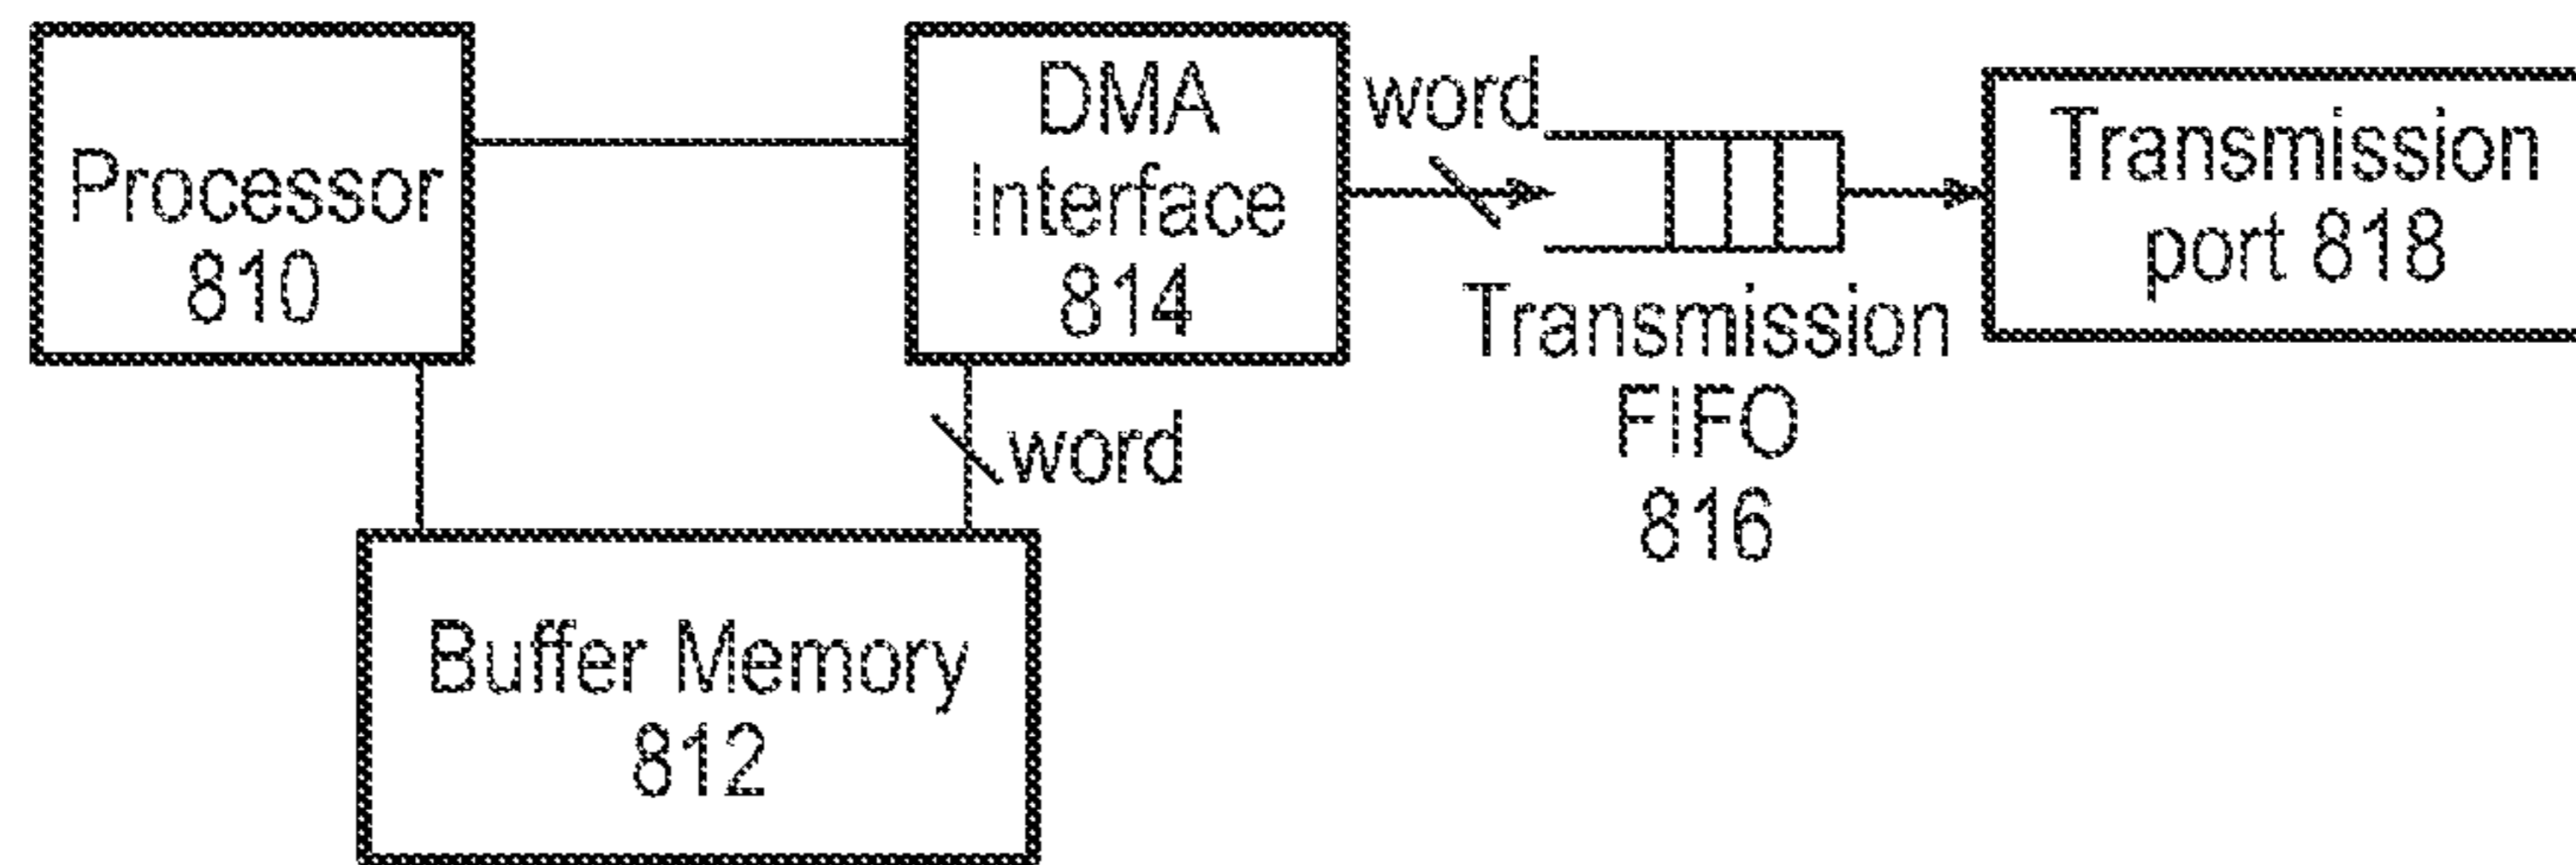 Processor
810
DMA
Interface
814
word
Transmission
FIFO
816
Transmission
port 818
word
Buffer Memory
812